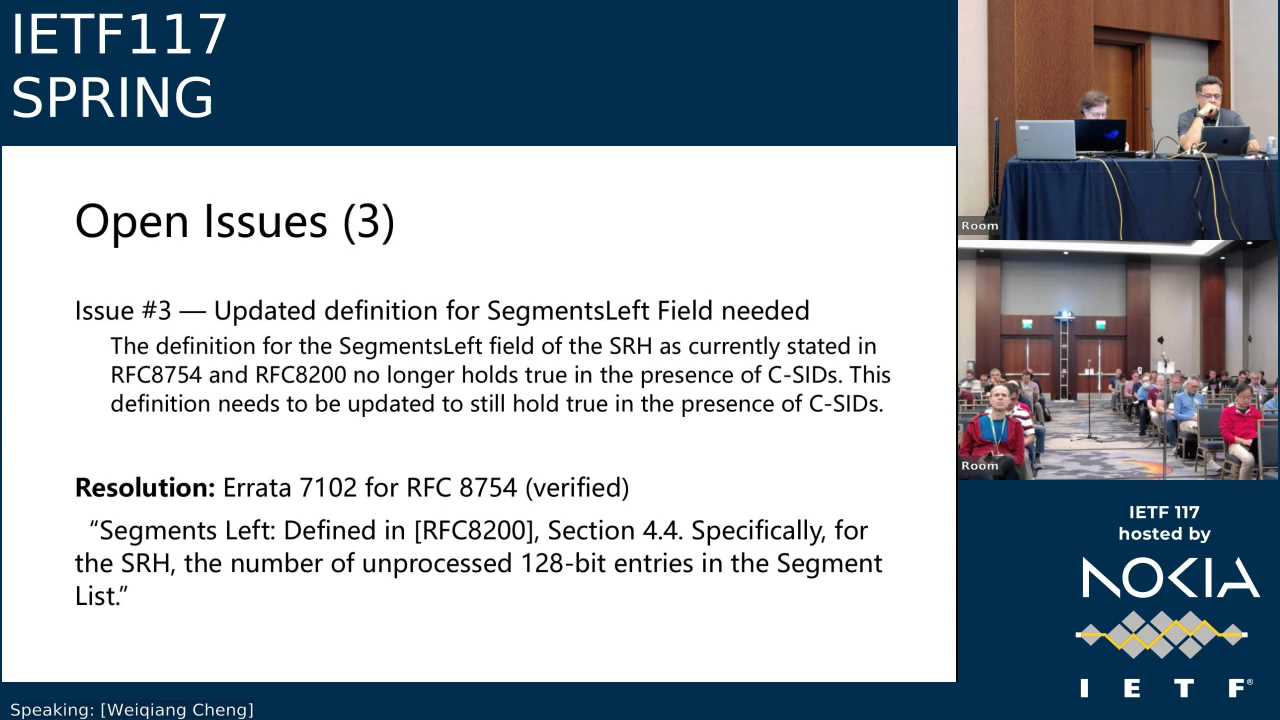 IETF117
SPRING
Open Issues (3)
Issue #3 — Updated definition for SegmentsLeft Field needed
The definition for the SegmentsLeft field of the SRH as currently stated in
RFC8754 and RFC8200 no longer holds true in the presence of C-SIDs. This
definition needs to be updated to still hold true in the presence of C-SIDs.
Resolution: Errata 7102 for RFC 8754 (verified)
“Segments Left: Defined in [RFC8200], Section 4.4. Specifically, for
the SRH, the number of unprocessed 128-bit entries in the Segment
List.”
Speaking: [Weiqiang Cheng]
Room
Room
IETF 117
hosted by
NOKIA
I E T F®